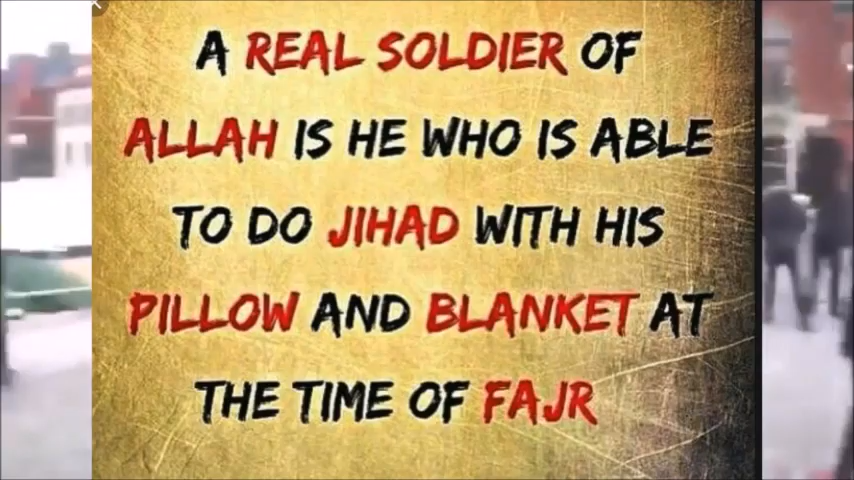 A REAL SOLDIER OF
ALLAH IS HE WHO IS ABLE
TO DO JIHAD WITH HIS
PILLOW AND BLANKET AT
THE TIME OF FAJR